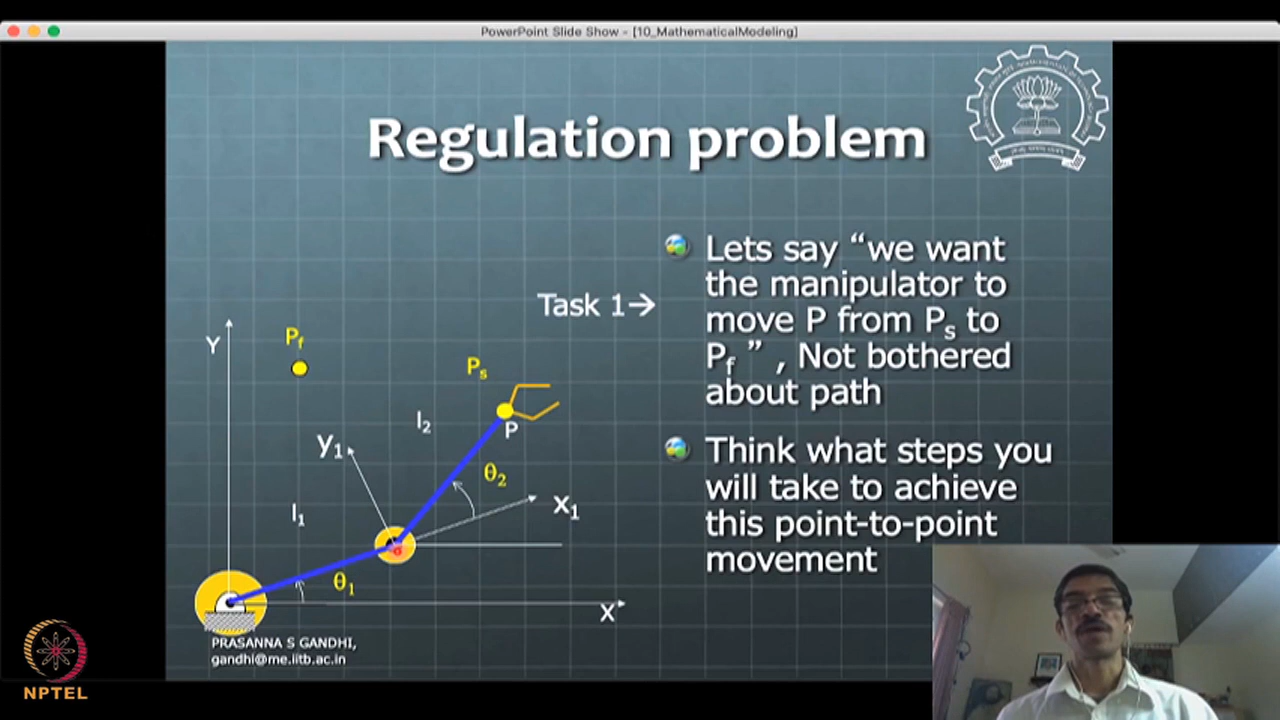 PowerPoint Slide Show - [10_MathematicalModeling]
Regulation problem
Lets say “we want
the manipulator to
move P from Ps to
Pf ” , Not bothered
about path
Task 1→
Think what steps you
will take to achieve
this point-to-point
movement
Y
Pf
Ps
l2
P
y1
θ2
x1
l1
θ1
X
PRASANNA S GANDHI,
gandhi@me.iitb.ac.in
NPTEL